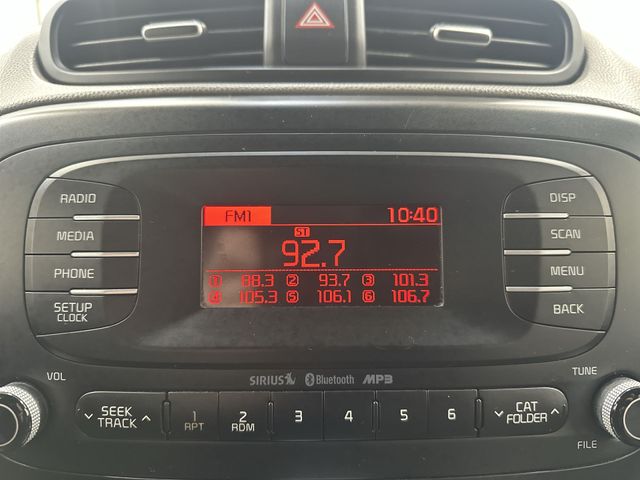 FM1 10:40
ST
92.7
1 88.3 2 93.7 3 101.3
4 105.3 5 106.1 6 106.7
RADIO
MEDIA
PHONE
SETUP
CLOCK
DISP
SCAN
MENU
BACK
SIRIUS Bluetooth MP3
VOL
TUNE
SEEK
TRACK
1
RPT
2
RDM
3
4
5
6
CAT
FOLDER
FILE